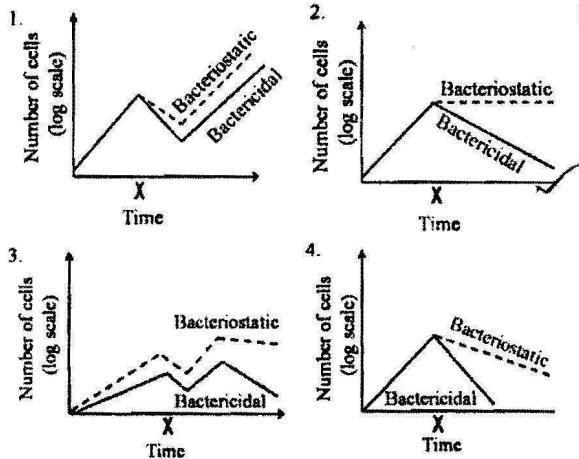 1.
Number of cells
(log scale)
Bacteriostatic
Bactericidal
X
Time
2.
Number of cells
(log scale)
Bacteriostatic
Bactericidal
X
Time
3.
Number of cells
(log scale)
Bacteriostatic
Bactericidal
X
Time
4.
Number of cells
(log scale)
Bacteriostatic
Bactericidal
X
Time